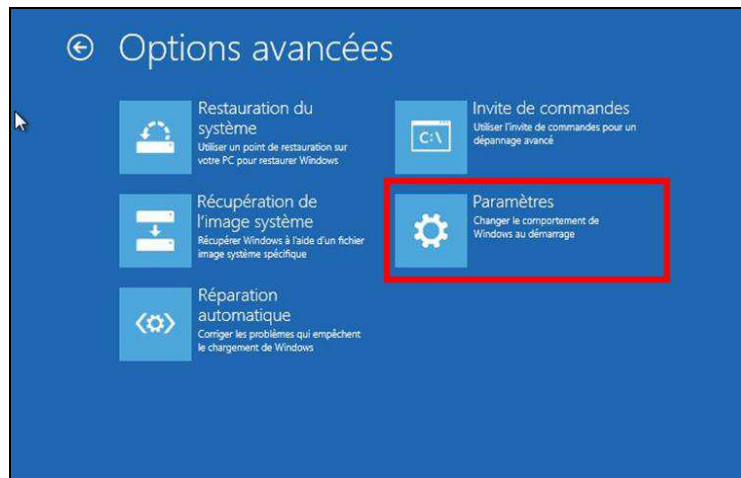 Options avancées
Restauration du
système
Utiliser un point de restauration sur
votre PC pour restaurer Windows
Récupération de
l'image système
Récupérer Windows à l'aide d'un fichier
image système spécifique
Réparation
automatique
Corriger les problèmes qui empêchent
le chargement de Windows
Invite de commandes
Utiliser l'invite de commandes pour un
dépannage avancé
C:\
Paramètres
Changer le comportement de
Windows au démarrage